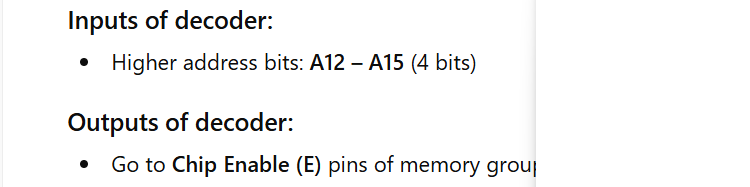 Inputs of decoder:
• Higher address bits: A12 – A15 (4 bits)
Outputs of decoder:
• Go to Chip Enable (E) pins of memory